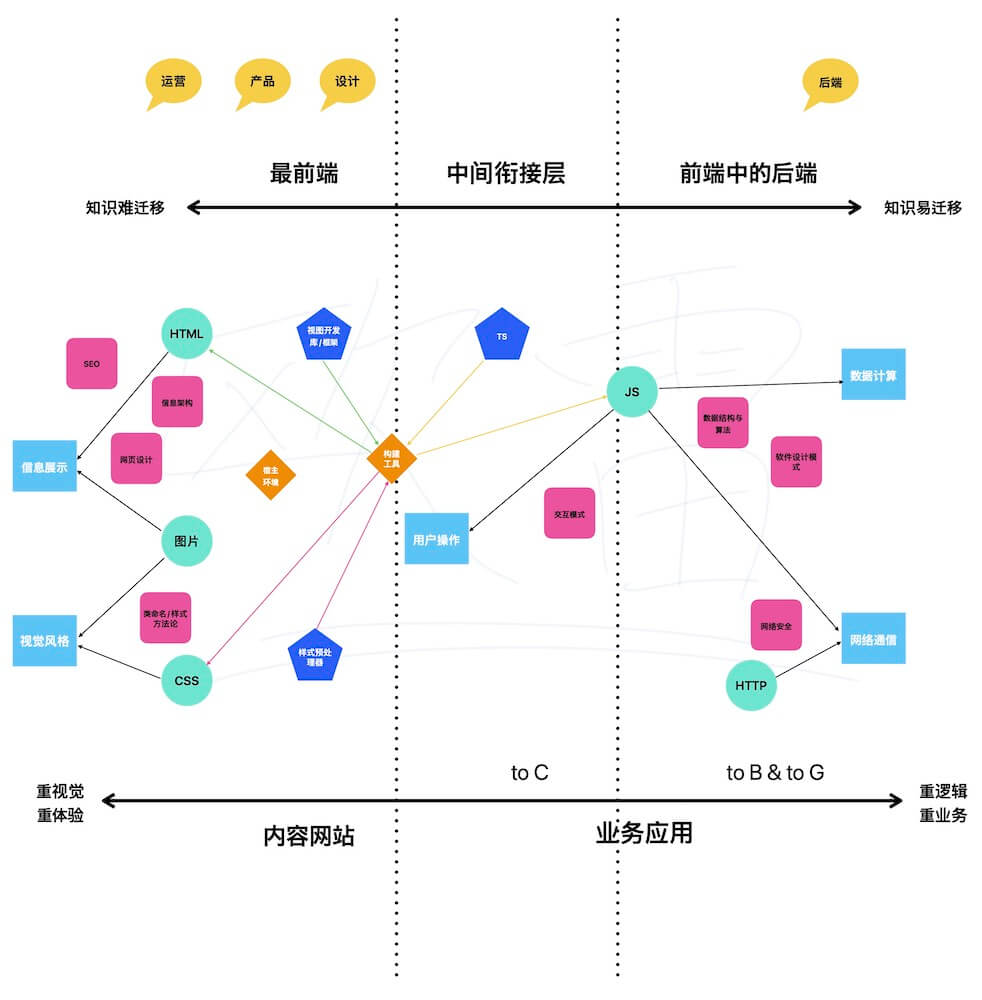 运营
产品
设计
后端
最前端
中间衔接层
前端中的后端
知识难迁移
知识易迁移
HTML
视图开发
库/框架
TS
SEO
数据计算
JS
信息架构
数据结构与
算法
网页设计
构建
工具
信息展示
宿主
环境
软件设计模
式
交互模式
图片
用户操作
类命名/样式
方法论
网络安全
视觉风格
网络通信
样式预处
理器
CSS
HTTP
to C
to B & to G
重视觉
重体验
重逻辑
重业务
内容网站
业务应用